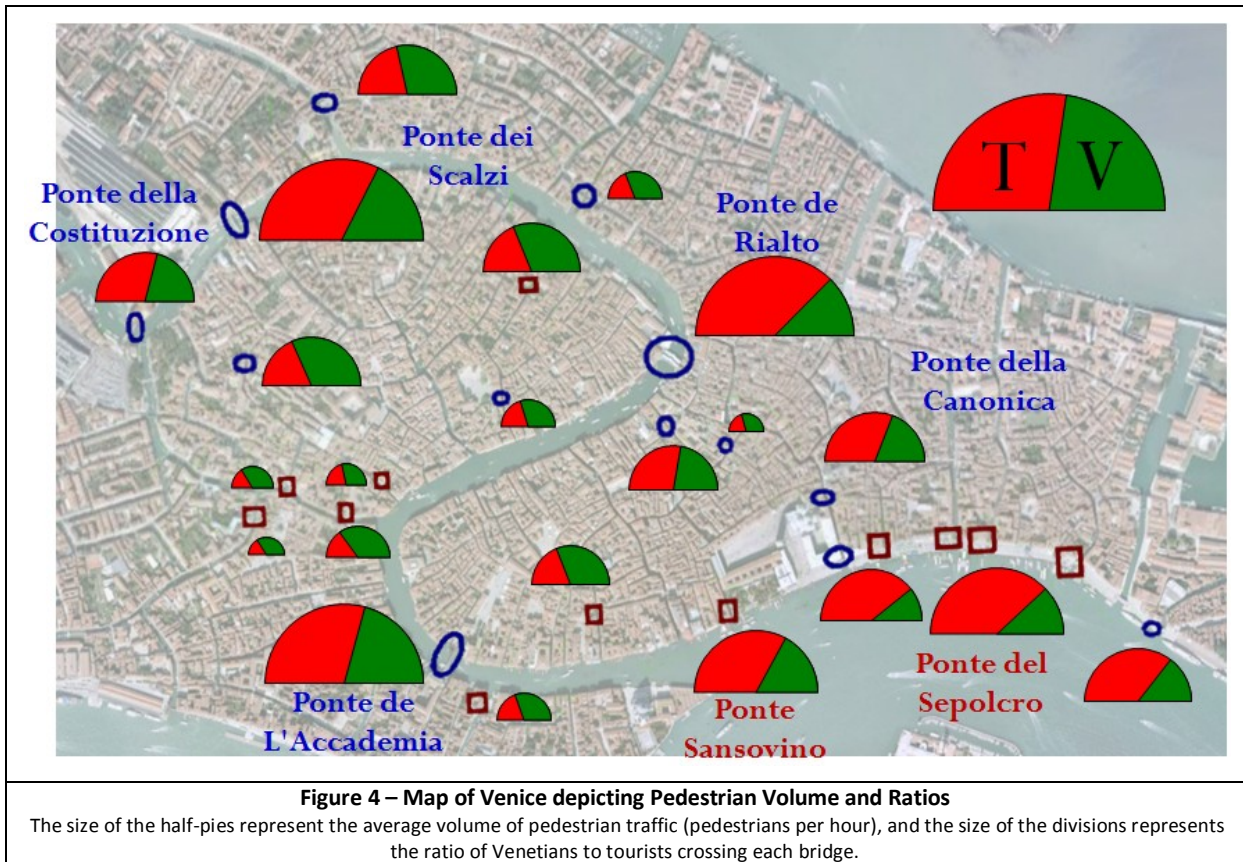 Ponte dei
Scalzi
Ponte della
Costituzione
Ponte de
Rialto
T V
Ponte della
Canonica
Ponte de
L'Accademia
Ponte
Sansovino
Ponte del
Sepolcro
Figure 4 – Map of Venice depicting Pedestrian Volume and Ratios
The size of the half-pies represent the average volume of pedestrian traffic (pedestrians per hour), and the size of the divisions represents
the ratio of Venetians to tourists crossing each bridge.